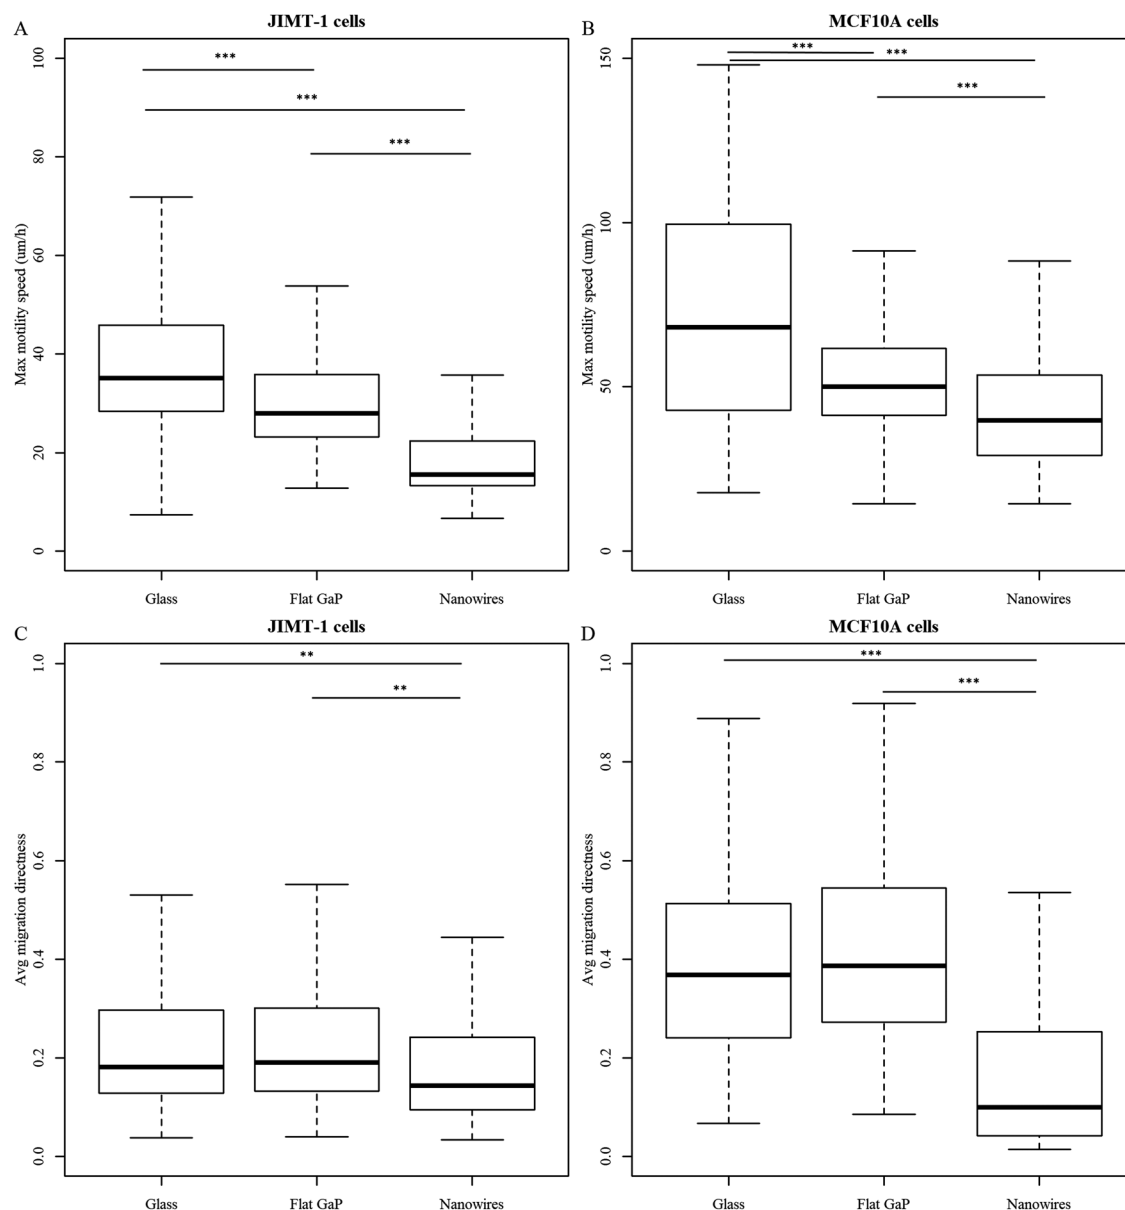 A
JIMT-1 cells
Max motility speed (um/h)
100
80
60
40
20
0
***
***
***
Glass
Flat GaP
Nanowires
B
MCF10A cells
Max motility speed (um/h)
150
100
50
0
***
***
***
Glass
Flat GaP
Nanowires
C
JIMT-1 cells
Avg migration directness
1.0
0.8
0.6
0.4
0.2
0.0
**
**
Glass
Flat GaP
Nanowires
D
MCF10A cells
Avg migration directness
1.0
0.8
0.6
0.4
0.2
0.0
***
***
Glass
Flat GaP
Nanowires